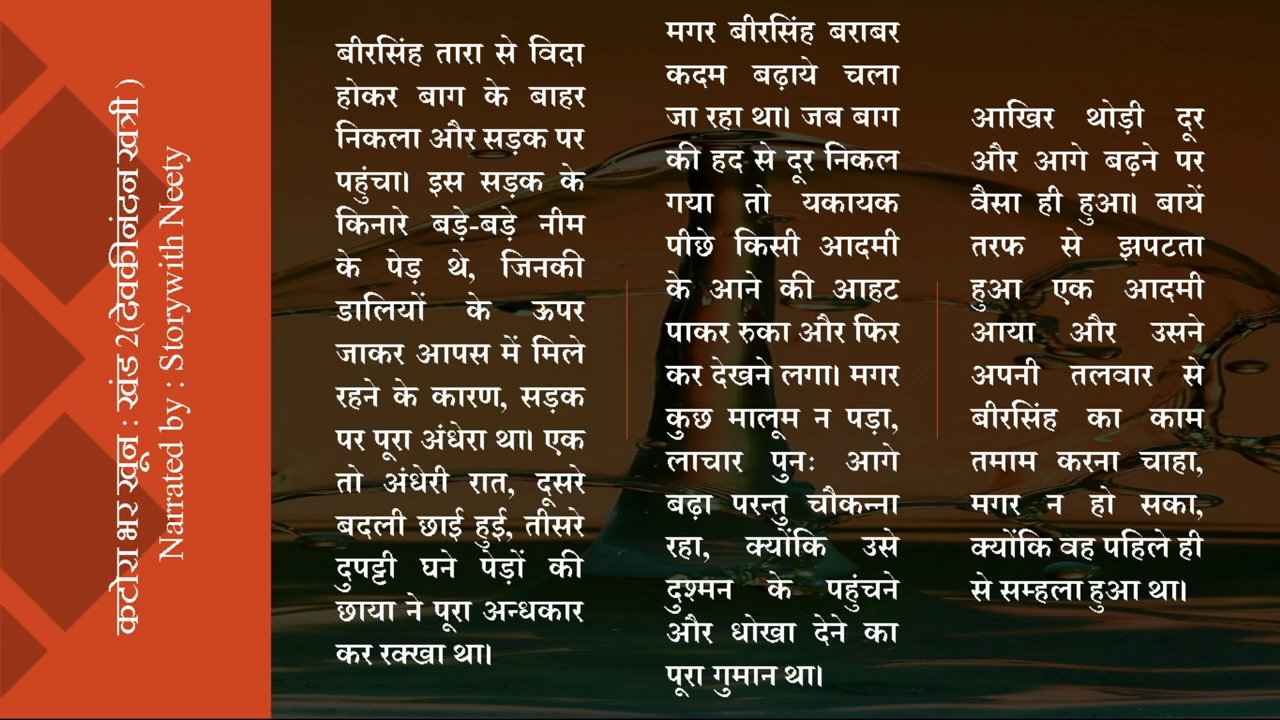 कटोरा भर खून : खंड 2(देवकीनंदन खत्री )
Narrated by : Storywith Neety
बीरसिंह तारा से विदा
होकर बाग के बाहर
निकला और सड़क पर
पहुंचा। इस सड़क के
किनारे बड़े-बड़े नीम
के पेड़ थे, जिनकी
डालियों के ऊपर
जाकर आपस में मिले
रहने के कारण, सड़क
पर पूरा अंधेरा था। एक
तो अंधेरी रात, दूसरे
बदली छाई हुई, तीसरे
दुपट्टी घने पेड़ों की
छाया ने पूरा अन्धकार
कर रक्खा था।
मगर बीरसिंह बराबर
कदम बढ़ाये चला
जा रहा था। जब बाग
की हद से दूर निकल
गया तो यकायक
पीछे किसी आदमी
के आने की आहट
पाकर रुका और फिर
कर देखने लगा। मगर
कुछ मालूम न पड़ा,
लाचार पुनः आगे
बढ़ा परन्तु चौकन्ना
रहा, क्योंकि उसे
दुश्मन के पहुंचने
और धोखा देने का
पूरा गुमान था।
आखिर थोड़ी दूर
और आगे बढ़ने पर
वैसा ही हुआ। बायें
तरफ से झपटता
हुआ एक आदमी
आया और उसने
अपनी तलवार से
बीरसिंह का काम
तमाम करना चाहा,
मगर न हो सका,
क्योंकि वह पहिले ही
से सम्हला हुआ था।